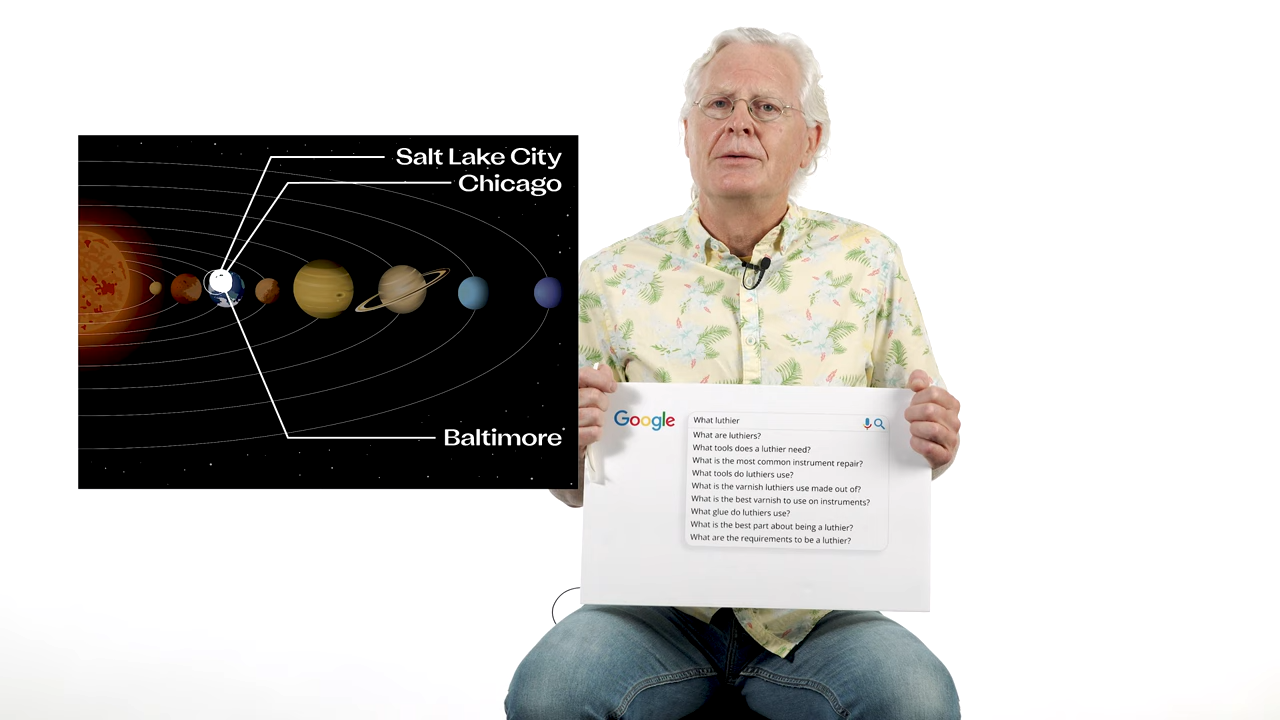 Salt Lake City
Chicago
Baltimore
Google
What luthier
What are luthiers?
What tools does a luthier need?
What is the most common instrument repair?
What tools do luthiers use?
What is the varnish luthiers use made out of?
What is the best varnish to use on instruments?
What glue do luthiers use?
What is the best part about being a luthier?
What are the requirements to be a luthier?